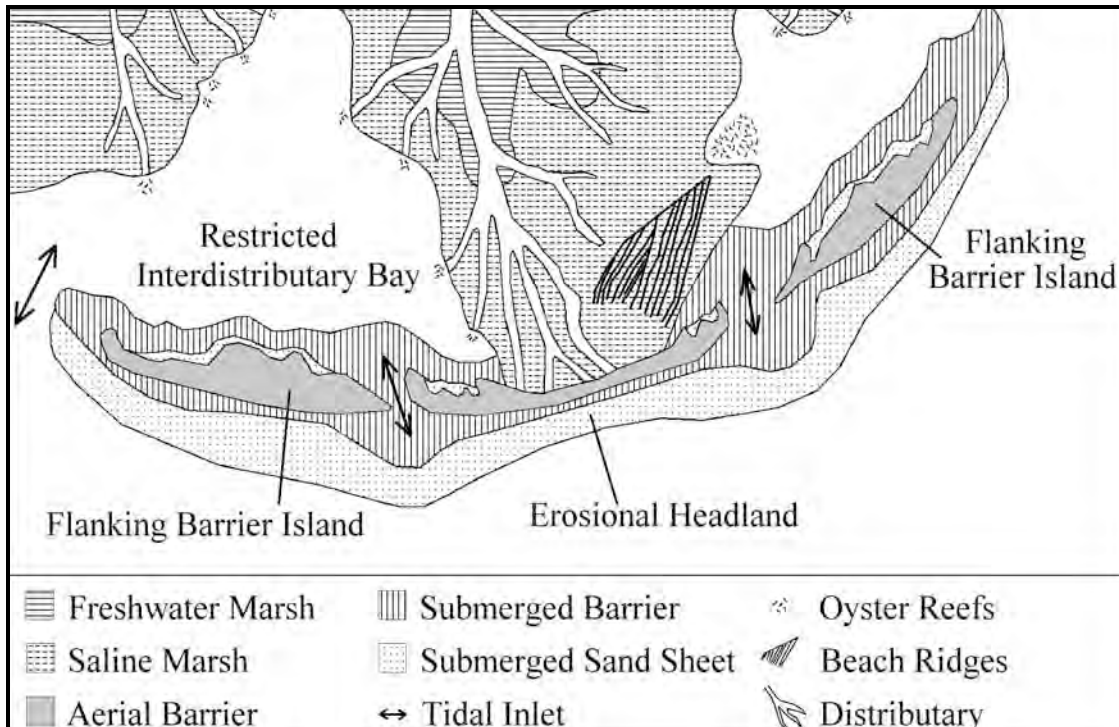 Restricted
Interdistributary Bay
Flanking
Barrier Island
Flanking Barrier Island
Erosional Headland
Freshwater Marsh
Submerged Barrier
Oyster Reefs
Saline Marsh
Submerged Sand Sheet
Beach Ridges
Aerial Barrier
Tidal Inlet
Distributary